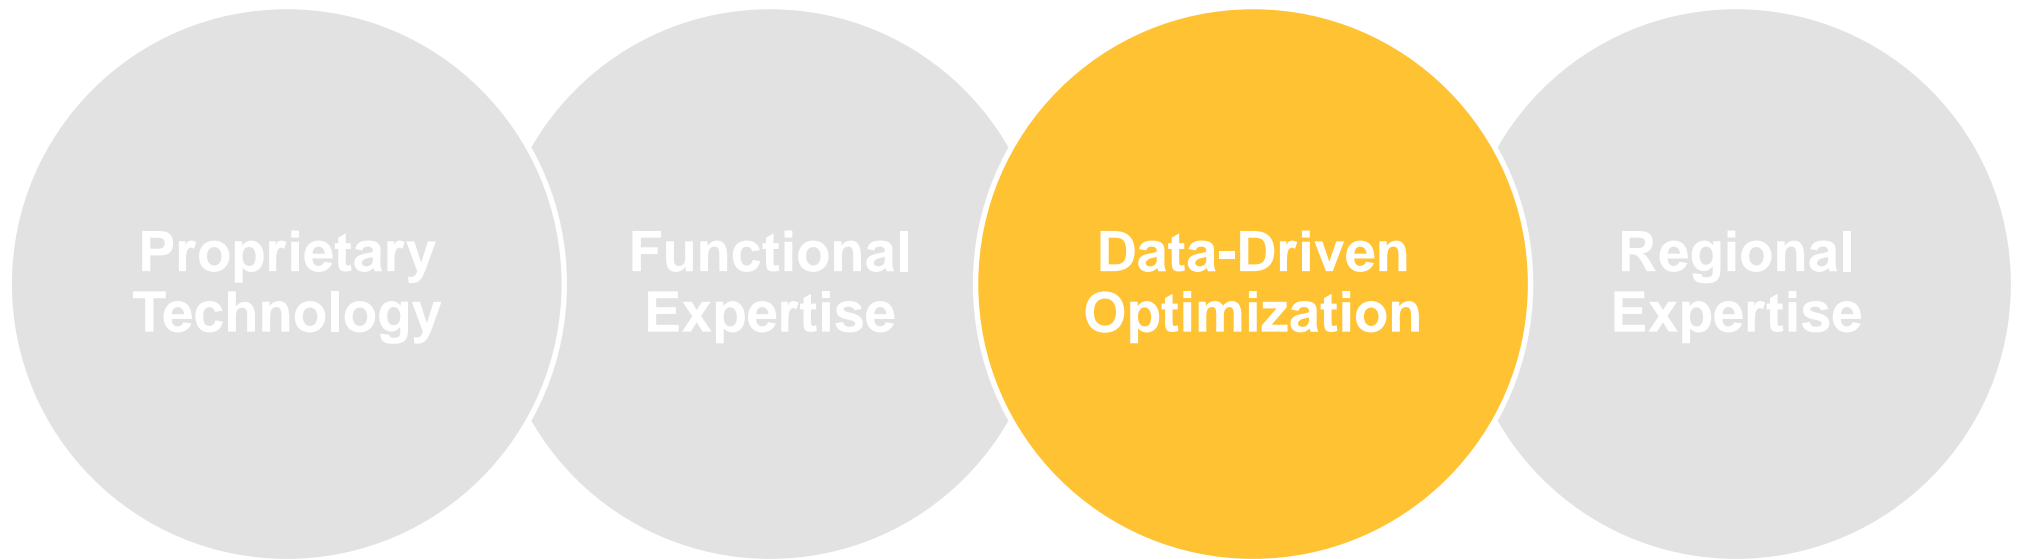 Proprietary
Technology
Functional
Expertise
Data-Driven
Optimization
Regional
Expertise